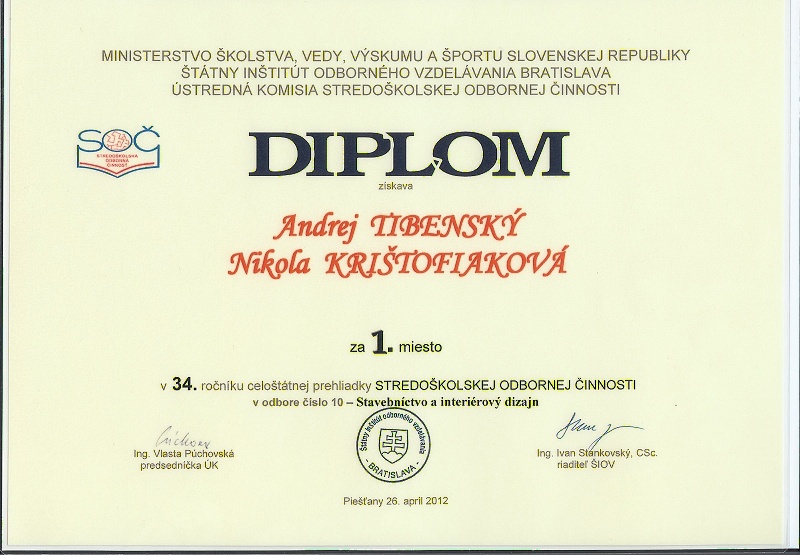 MINISTERSTVO ŠKOLSTVA, VEDY, VÝSKUMU A ŠPORTU SLOVENSKEJ REPUBLIKY
ŠTÁTNY INŠTITÚT ODBORNÉHO VZDELÁVANIA BRATISLAVA
ÚSTREDNÁ KOMISIA STREDOŠKOLSKEJ ODBORNEJ ČINNOSTI
SOČ
STREDOŠKOLSKÁ
ODBORNÁ
ČINNOSŤ
DIPLOM
získava
Andrej TIBENSKÝ
Nikola KRIŠTOFIAKOVÁ
za 1. miesto
v 34. ročníku celoštátnej prehliadky STREDOŠKOLSKEJ ODBORNEJ ČINNOSTI
v odbore číslo 10 – Stavebníctvo a interiérový dizajn
Štátny inštitút odborného vzdelávania
- BRATISLAVA -
Púchovská
Ing. Vlasta Púchovská
predsedníčka ÚK
Ing. Ivan Stankovský, CSc.
riaditeľ ŠIOV
Piešťany 26. apríl 2012